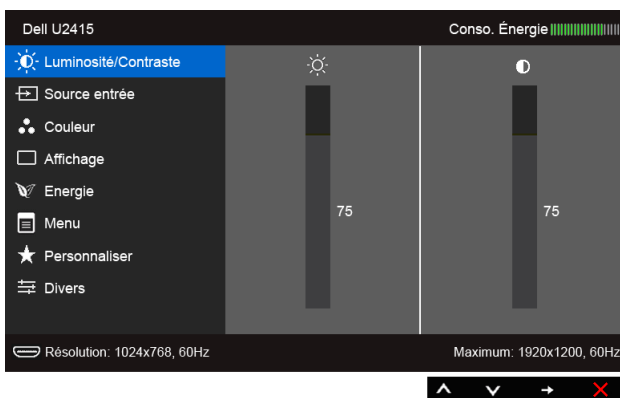 Dell U2415
Conso. Énergie
Luminosité/Contraste
Source entrée
Couleur
Affichage
Energie
Menu
Personnaliser
Divers
75
75
Résolution: 1024x768, 60Hz
Maximum: 1920x1200, 60Hz